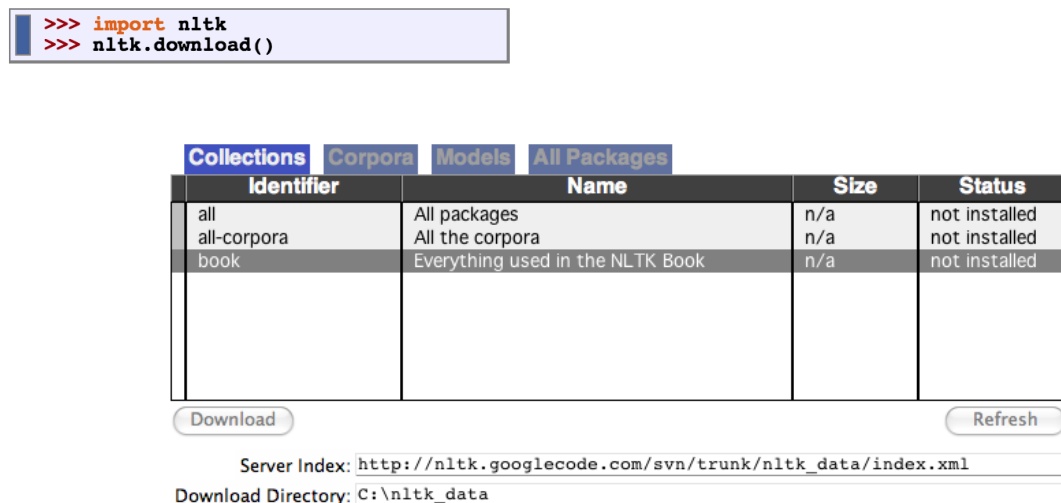 >>> import nltk
>>> nltk.download()
Collections Corpora Models All Packages
Identifier Name Size Status
all All packages n/a not installed
all-corpora All the corpora n/a not installed
book Everything used in the NLTK Book n/a not installed
Download Refresh
Server Index: http://nltk.googlecode.com/svn/trunk/nltk_data/index.xml
Download Directory: C:\nltk_data